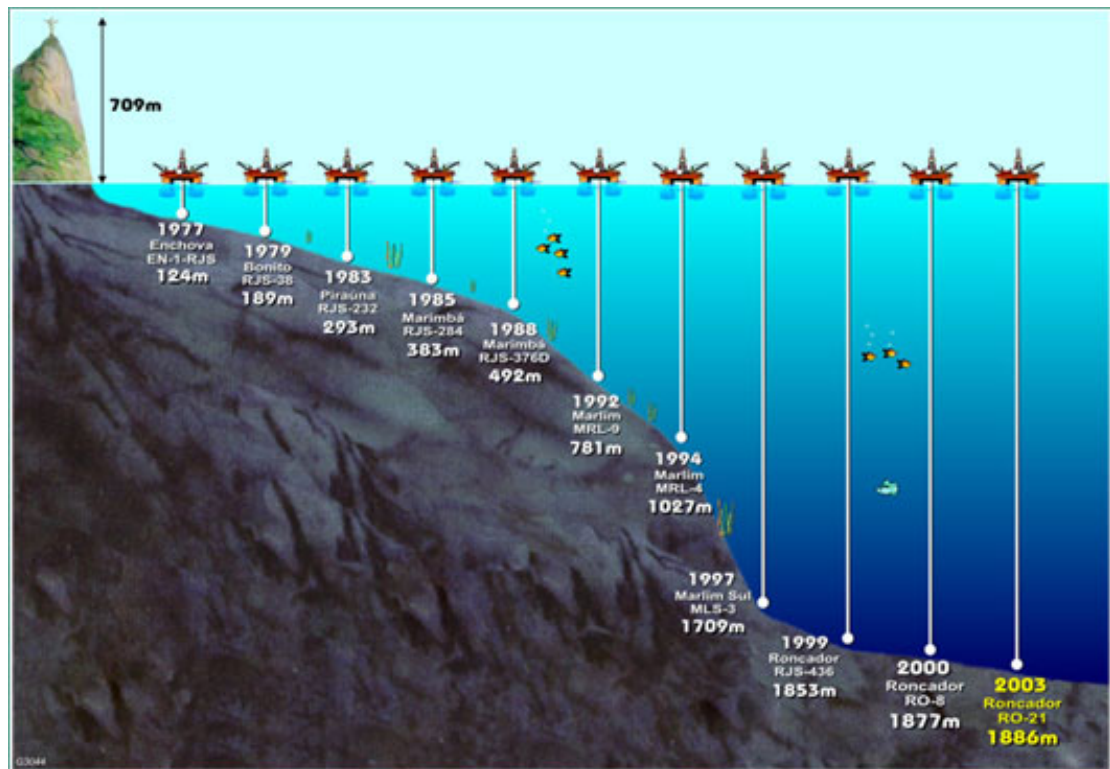 709m
1977
Enchova
EN-1-RJS
124m
1979
Bonito
RJS-38
189m
1983
Piraúna
RJS-232
293m
1985
Marimbá
RJS-284
383m
1988
Marimbá
RJS-376D
492m
1992
Marlim
MRL-9
781m
1994
Marlim
MRL-4
1027m
1997
Marlim Sul
MLS-3
1709m
1999
Roncador
RJS-436
1853m
2000
Roncador
RO-8
1877m
2003
Roncador
RO-21
1886m
G3044